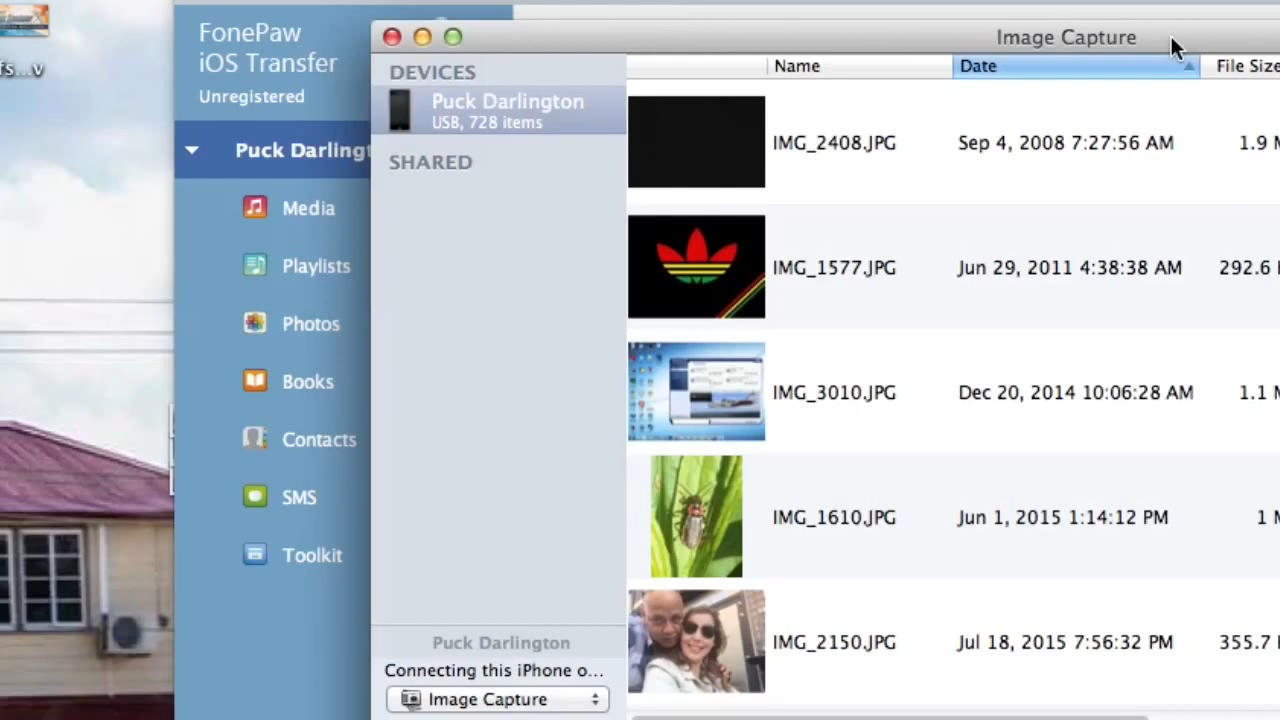 fs...v
FonePaw
iOS Transfer
Unregistered
Puck Darlingt
Media
Playlists
Photos
Books
Contacts
SMS
Toolkit
Image Capture
DEVICES
Puck Darlington
USB, 728 items
SHARED
Puck Darlington
Connecting this iPhone o...
Image Capture
Name Date File Size
IMG_2408.JPG Sep 4, 2008 7:27:56 AM 1.9 M
IMG_1577.JPG Jun 29, 2011 4:38:38 AM 292.6
IMG_3010.JPG Dec 20, 2014 10:06:28 AM 1.1 M
IMG_1610.JPG Jun 1, 2015 1:14:12 PM 1 M
IMG_2150.JPG Jul 18, 2015 7:56:32 PM 355.7